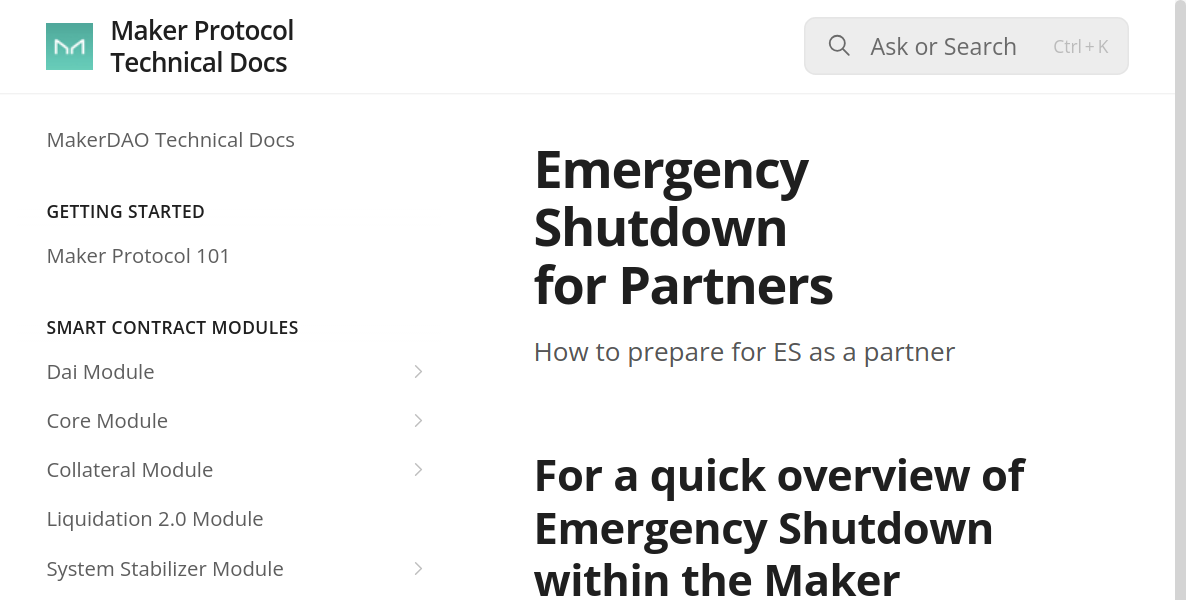 Maker Protocol
Technical Docs
Ask or Search
Ctrl + K
MakerDAO Technical Docs
GETTING STARTED
Maker Protocol 101
SMART CONTRACT MODULES
Dai Module
Core Module
Collateral Module
Liquidation 2.0 Module
System Stabilizer Module
Emergency
Shutdown
for Partners
How to prepare for ES as a partner
For a quick overview of
Emergency Shutdown
within the Maker